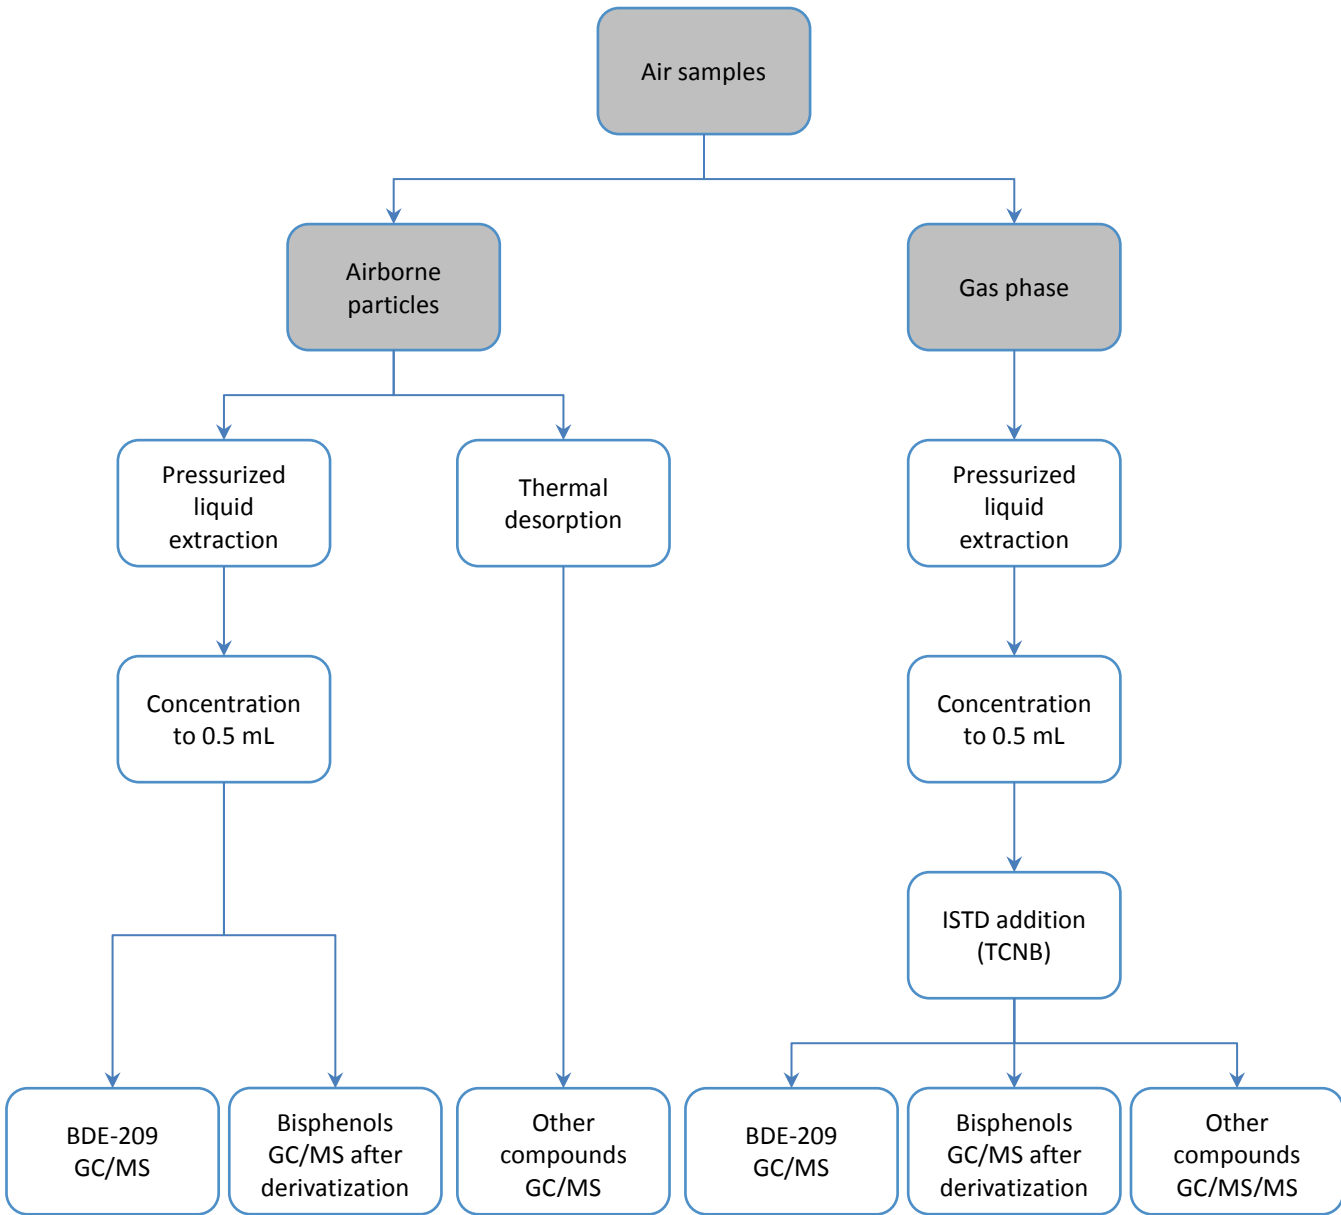 Air samples
Airborne
particles
Gas phase
Pressurized
liquid
extraction
Thermal
desorption
Pressurized
liquid
extraction
Concentration
to 0.5 mL
Concentration
to 0.5 mL
ISTD addition
(TCNB)
BDE-209
GC/MS
Bisphenols
GC/MS after
derivatization
Other
compounds
GC/MS
BDE-209
GC/MS
Bisphenols
GC/MS after
derivatization
Other
compounds
GC/MS/MS